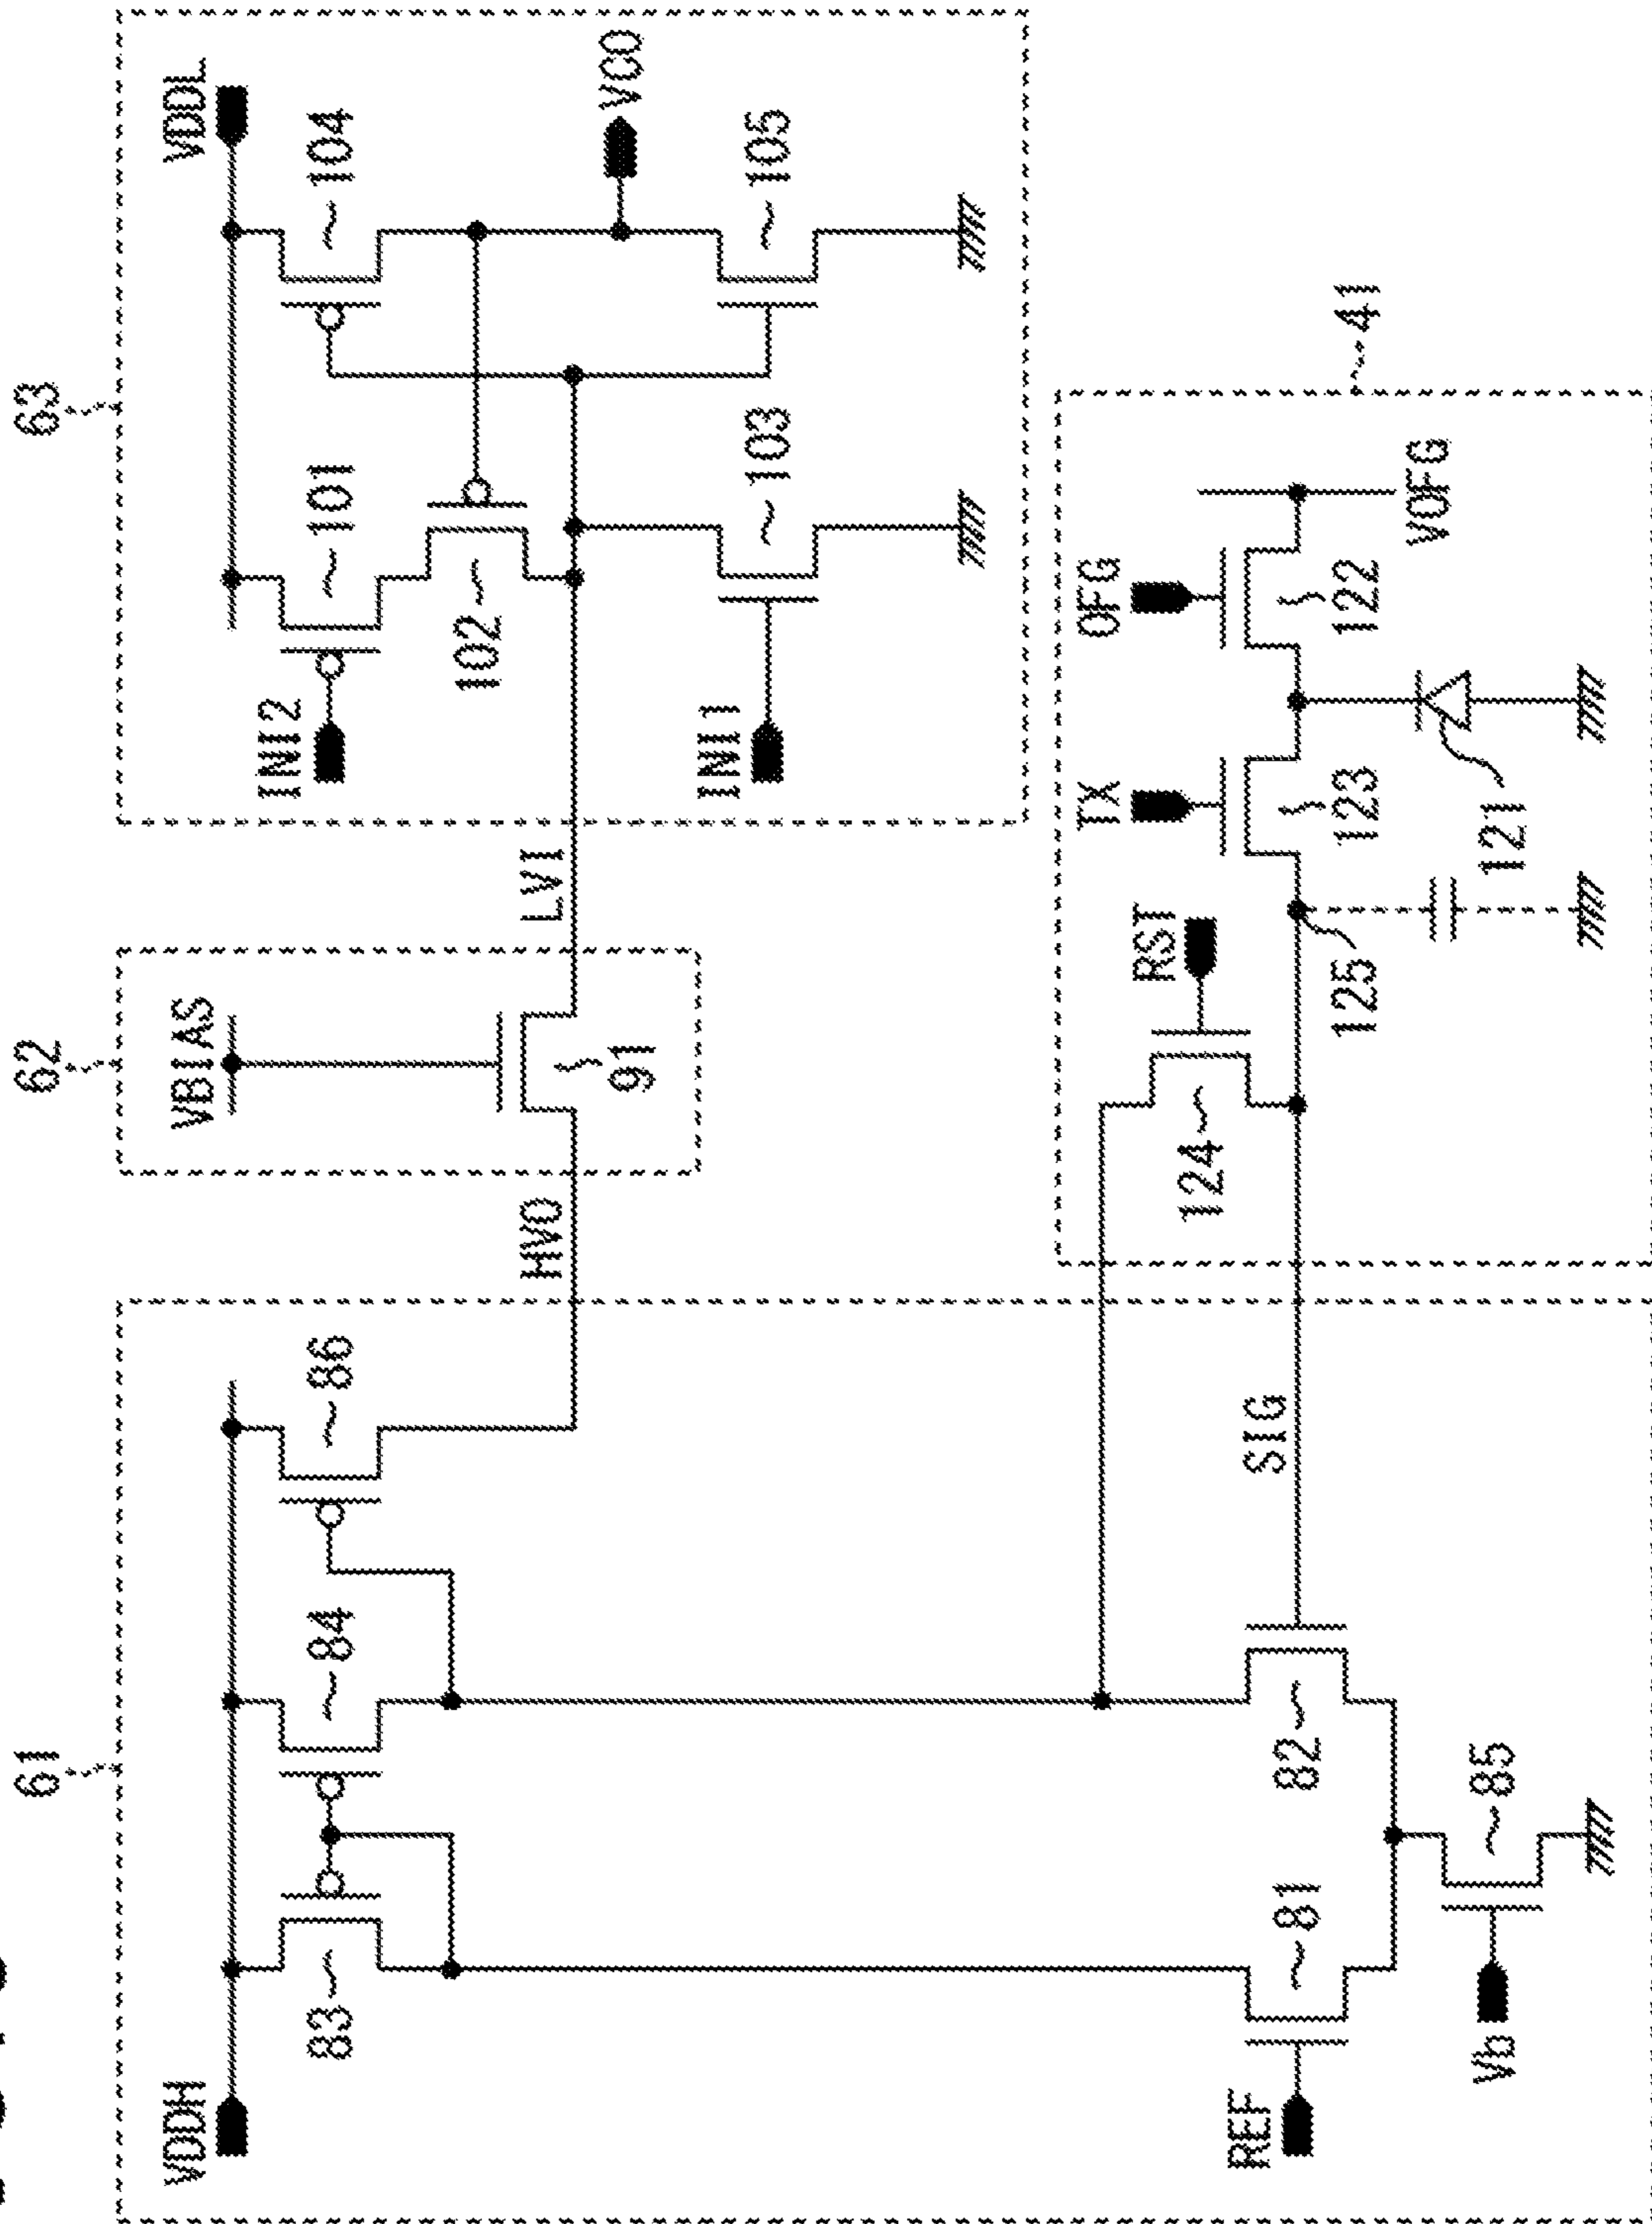 61
62
63
VDDH
83
84
86
HVO
VBIAS
91
LVI
INI2
101
102
INI1
103
VDDL
104
VCO
105
REF
81
82
Vb
85
SIG
41
124
RST
125
TX
123
121
OFG
122
VOFG